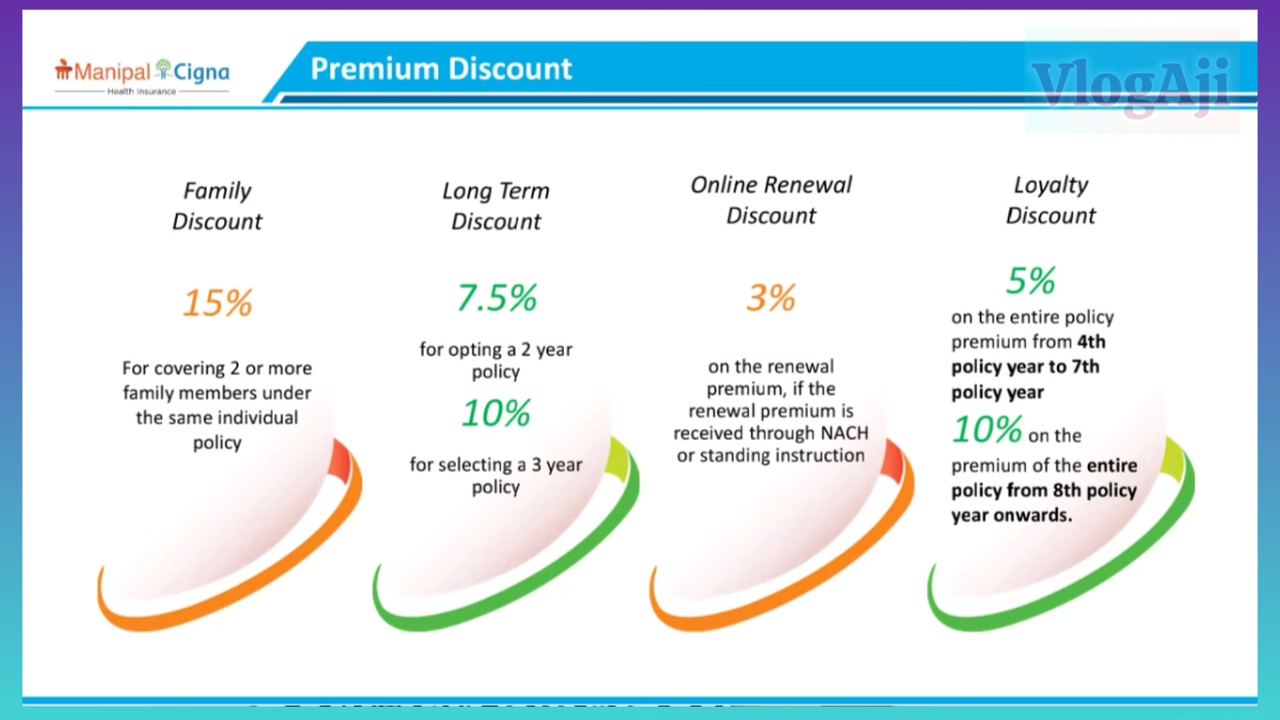 Manipal Cigna
Health Insurance
Premium Discount
VlogAji
Family
Discount
15%
For covering 2 or more
family members under
the same individual
policy
Long Term
Discount
7.5%
for opting a 2 year
policy
10%
for selecting a 3 year
policy
Online Renewal
Discount
3%
on the renewal
premium, if the
renewal premium is
received through NACH
or standing instruction
Loyalty
Discount
5%
on the entire policy
premium from 4th
policy year to 7th
policy year
10% on the
premium of the entire
policy from 8th policy
year onwards.